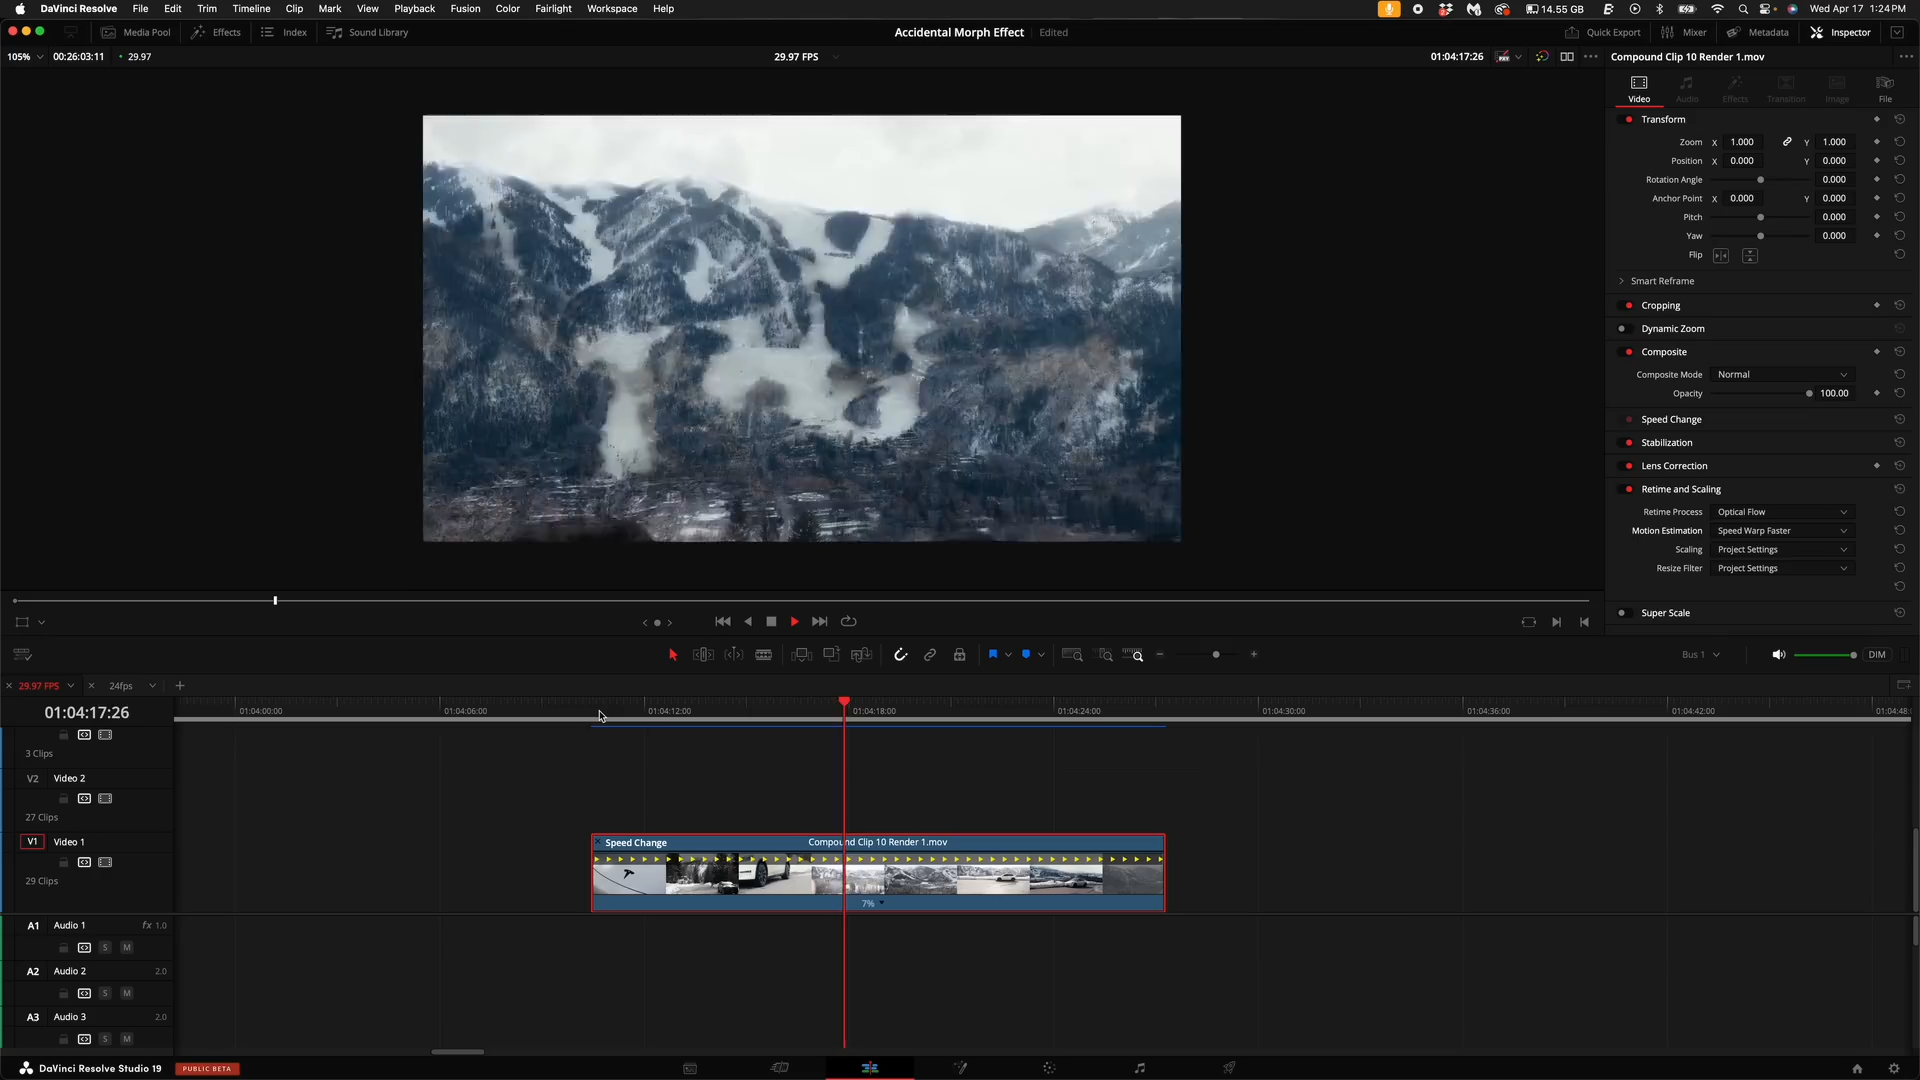 DaVinci Resolve File Edit Trim Timeline Clip Mark View Playback Fusion Color Fairlight Workspace Help 14.55 GB Wed Apr 17 1:24 PM
Media Pool Effects Index Sound Library Accidental Morph Effect Edited Quick Export Mixer Metadata Inspector
105% 00:26:03:11 29.97 29.97 FPS 01:04:17:26 Compound Clip 10 Render 1.mov
Video Audio Effects Transition Image File
Transform
Zoom X 1.000 Y 1.000
Position X 0.000 Y 0.000
Rotation Angle 0.000
Anchor Point X 0.000 Y 0.000
Pitch 0.000
Yaw 0.000
Flip
Smart Reframe
Cropping
Dynamic Zoom
Composite
Composite Mode Normal
Opacity 100.00
Speed Change
Stabilization
Lens Correction
Retime and Scaling
Retime Process Optical Flow
Motion Estimation Speed Warp Faster
Scaling Project Settings
Resize Filter Project Settings
Super Scale
Bus 1 DIM
29.97 FPS 24fps
01:04:17:26 01:04:00:00 01:04:06:00 01:04:12:00 01:04:18:00 01:04:24:00 01:04:30:00 01:04:36:00 01:04:42:00 01:04:48:
3 Clips
V2 Video 2
27 Clips
V1 Video 1 Speed Change Compound Clip 10 Render 1.mov
29 Clips
7%
A1 Audio 1 fx 1.0
S M
A2 Audio 2 2.0
S M
A3 Audio 3 2.0
S M
DaVinci Resolve Studio 19 PUBLIC BETA